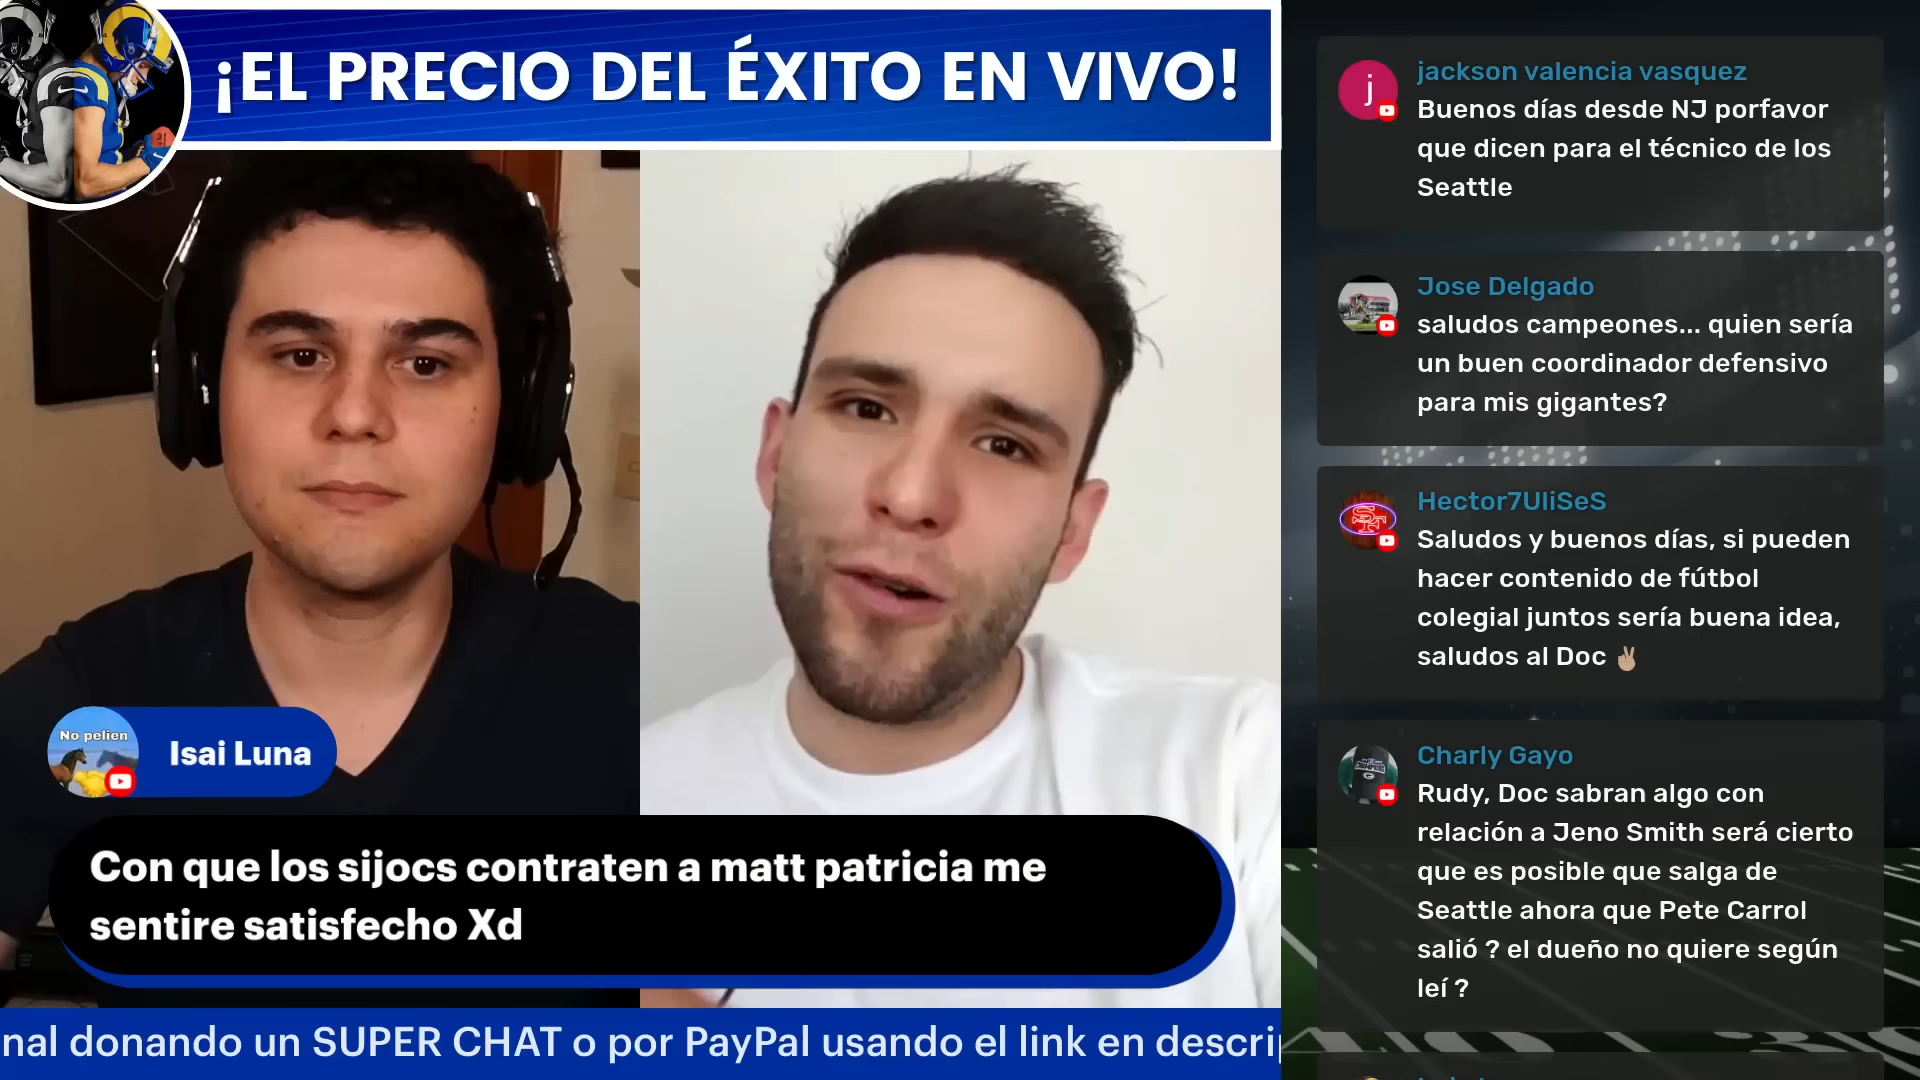 ¡EL PRECIO DEL ÉXITO EN VIVO!
No pelien
Isai Luna
Con que los sijocs contraten a matt patricia me
sentire satisfecho Xd
nal donando un SUPER CHAT o por PayPal usando el link en descri
j
jackson valencia vasquez
Buenos días desde NJ porfavor
que dicen para el técnico de los
Seattle
Jose Delgado
saludos campeones... quien sería
un buen coordinador defensivo
para mis gigantes?
SF
Hector7UliSeS
Saludos y buenos días, si pueden
hacer contenido de fútbol
colegial juntos sería buena idea,
saludos al Doc ✌🏼
Charly Gayo
Rudy, Doc sabran algo con
relación a Jeno Smith será cierto
que es posible que salga de
Seattle ahora que Pete Carrol
salió ? el dueño no quiere según
leí ?